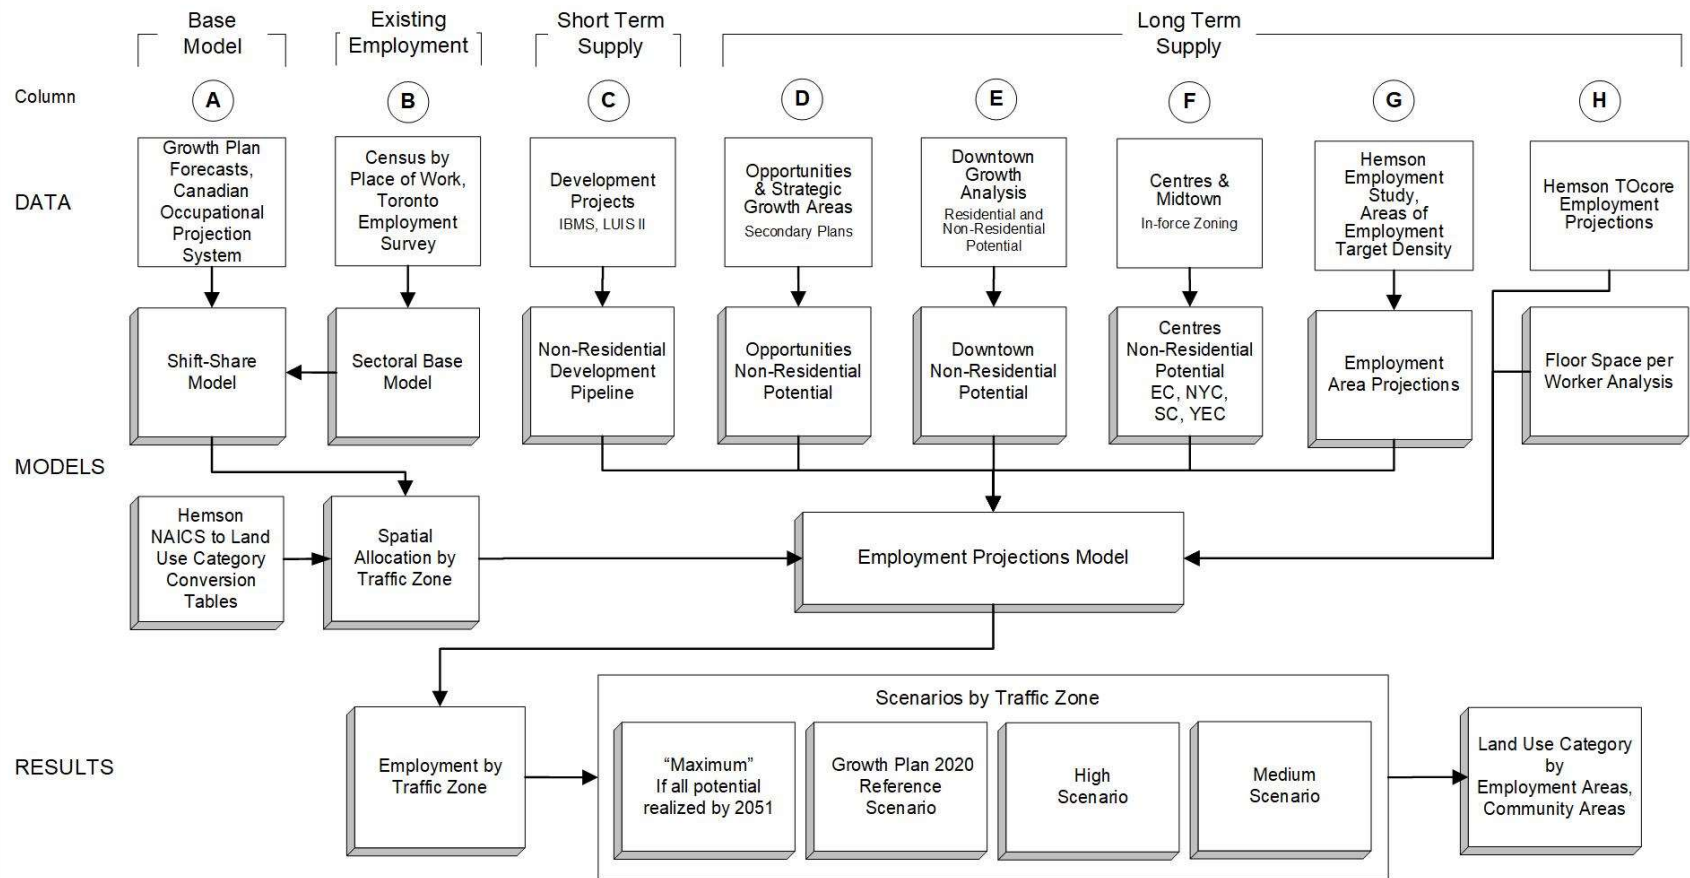 Base
Model
Existing
Employment
Short Term
Supply
Long Term
Supply
Column
A
B
C
D
E
F
G
H
DATA
Growth Plan
Forecasts,
Canadian
Occupational
Projection
System
Census by
Place of Work,
Toronto
Employment
Survey
Development
Projects
IBMS, LUIS II
Opportunities
& Strategic
Growth Areas
Secondary Plans
Downtown
Growth
Analysis
Residential and
Non-Residential
Potential
Centres &
Midtown
In-force Zoning
Hemson
Employment
Study,
Areas of
Employment
Target Density
Hemson TOcore
Employment
Projections
Shift-Share
Model
Sectoral Base
Model
Non-Residential
Development
Pipeline
Opportunities
Non-Residential
Potential
Downtown
Non-Residential
Potential
Centres
Non-Residential
Potential
EC, NYC,
SC, YEC
Employment
Area Projections
Floor Space per
Worker Analysis
MODELS
Hemson
NAICS to Land
Use Category
Conversion
Tables
Spatial
Allocation by
Traffic Zone
Employment Projections Model
RESULTS
Employment by
Traffic Zone
Scenarios by Traffic Zone
“Maximum”
If all potential
realized by 2051
Growth Plan 2020
Reference
Scenario
High
Scenario
Medium
Scenario
Land Use Category
by
Employment Areas,
Community Areas